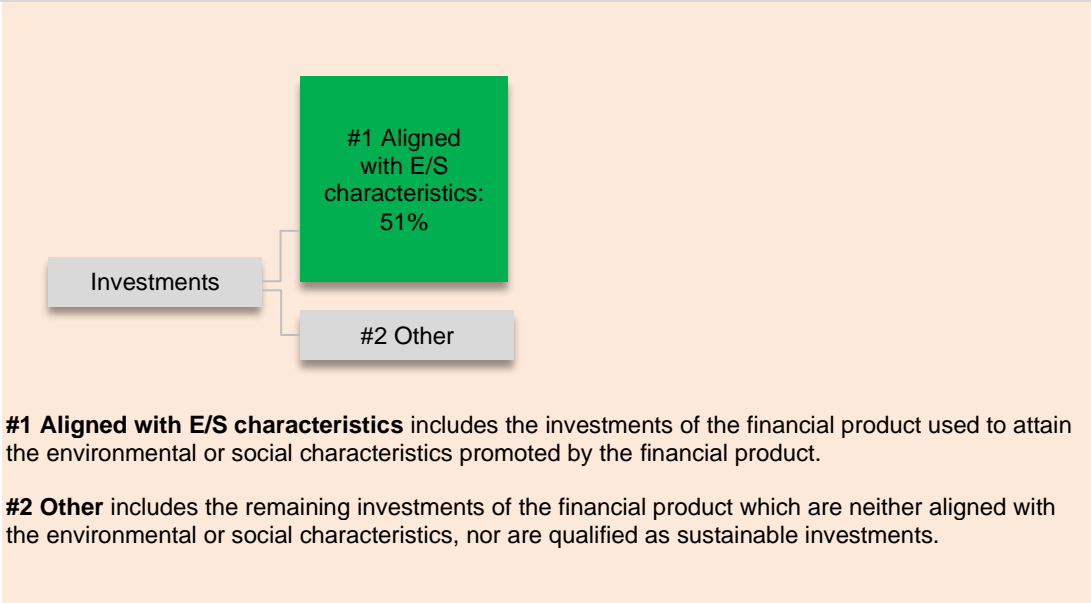 #1 Aligned
with E/S
characteristics:
51%
Investments
#2 Other
#1 Aligned with E/S characteristics includes the investments of the financial product used to attain
the environmental or social characteristics promoted by the financial product.
#2 Other includes the remaining investments of the financial product which are neither aligned with
the environmental or social characteristics, nor are qualified as sustainable investments.